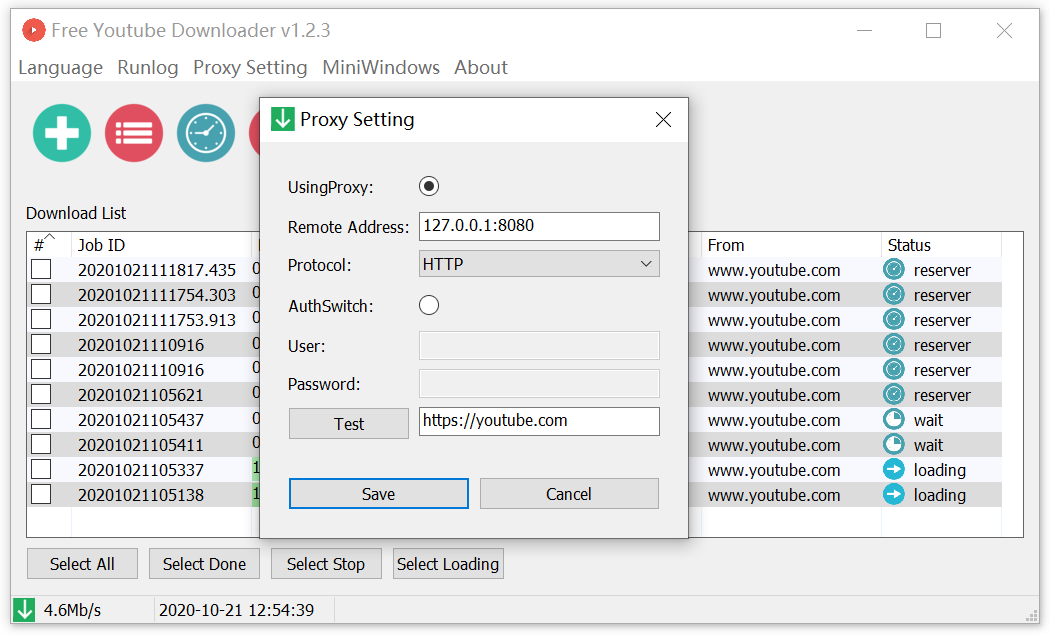 Free Youtube Downloader v1.2.3
Language Runlog Proxy Setting MiniWindows About
Proxy Setting
UsingProxy:
Remote Address: 127.0.0.1:8080
Protocol: HTTP
AuthSwitch:
User:
Password:
Test https://youtube.com
Save Cancel
Download List
# Job ID From Status
20201021111817.435 0 www.youtube.com reserver
20201021111754.303 0 www.youtube.com reserver
20201021111753.913 0 www.youtube.com reserver
20201021110916 0 www.youtube.com reserver
20201021110916 0 www.youtube.com reserver
20201021105621 0 www.youtube.com reserver
20201021105437 0 www.youtube.com wait
20201021105411 0 www.youtube.com wait
20201021105337 1 www.youtube.com loading
20201021105138 1 www.youtube.com loading
Select All Select Done Select Stop Select Loading
4.6Mb/s 2020-10-21 12:54:39